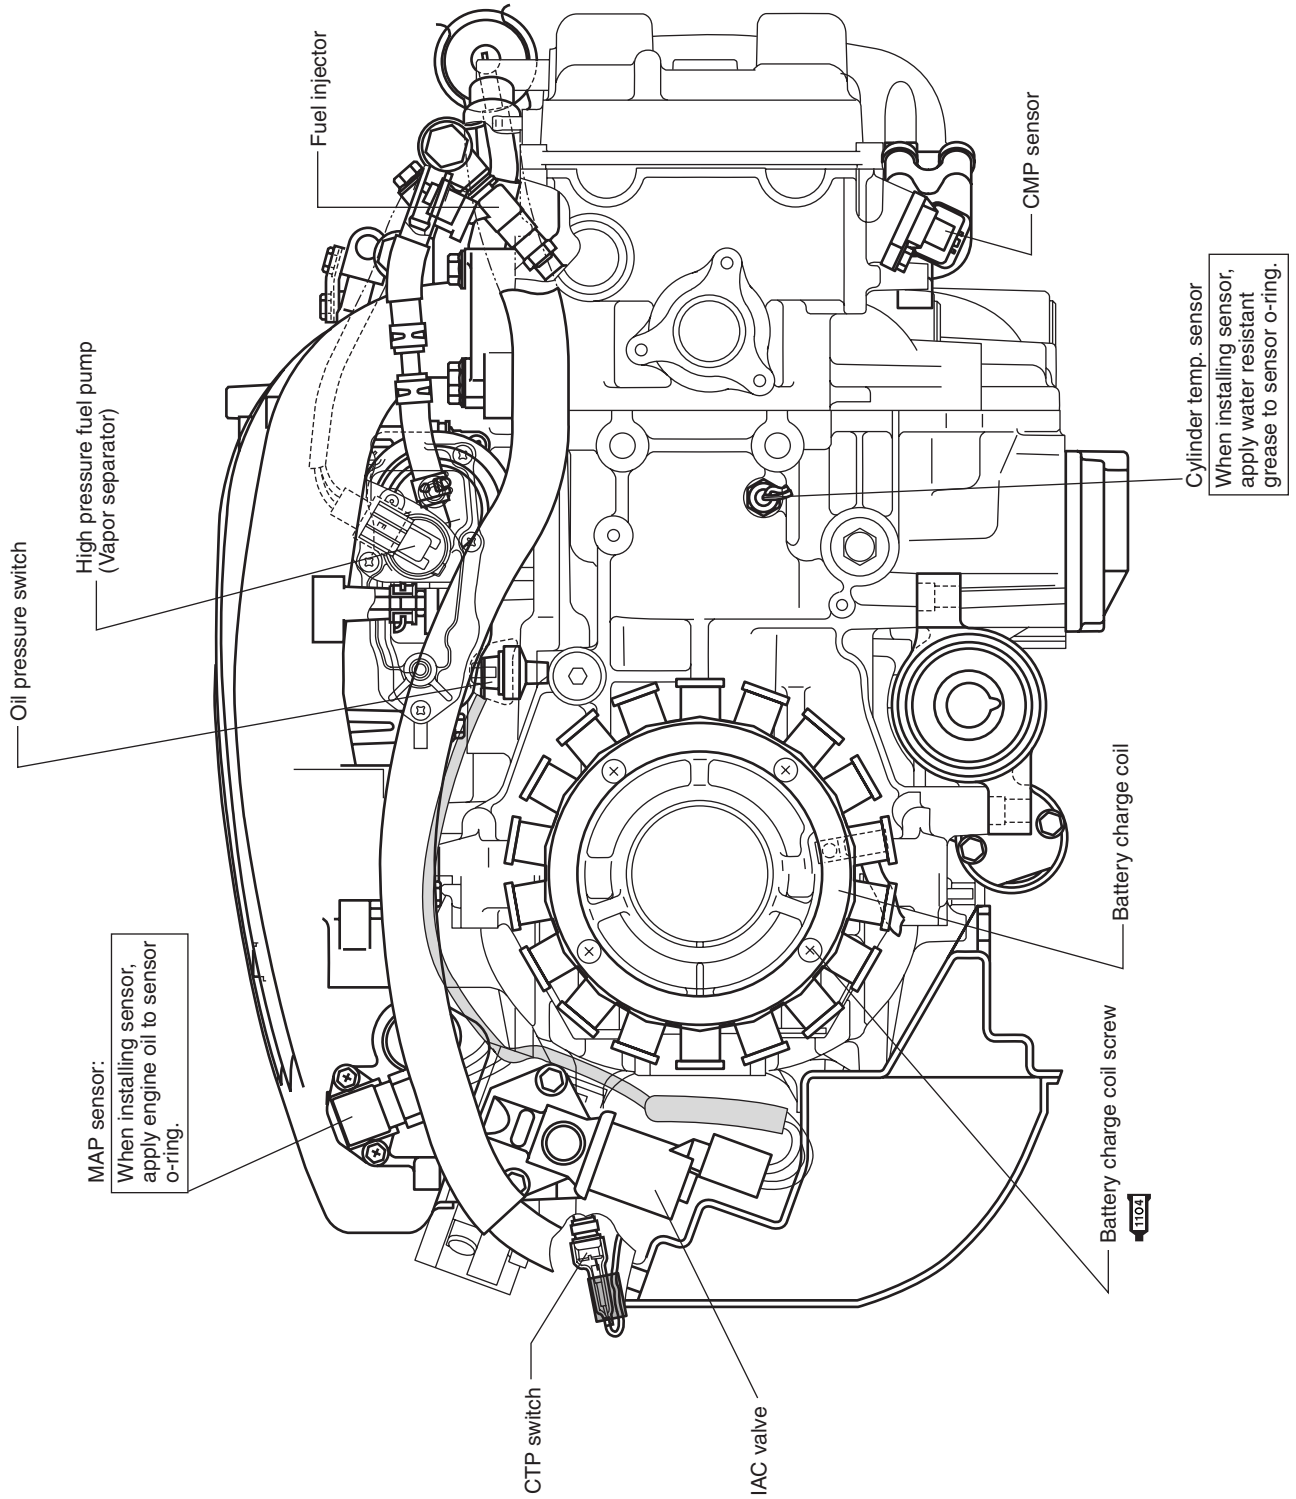 Oil pressure switch
High pressure fuel pump
(Vapor separator)
Fuel injector
MAP sensor:
When installing sensor,
apply engine oil to sensor
o-ring.
CTP switch
IAC valve
CMP sensor
Battery charge coil screw
1104
Battery charge coil
Cylinder temp. sensor
When installing sensor,
apply water resistant
grease to sensor o-ring.